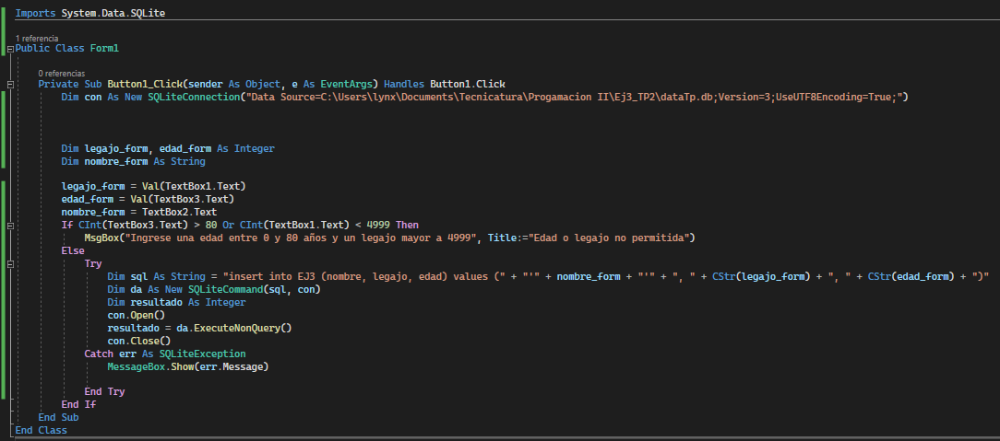 Imports System.Data.SQLite
1 referencia
Public Class Form1
0 referencias
Private Sub Button1_Click(sender As Object, e As EventArgs) Handles Button1.Click
Dim con As New SQLiteConnection("Data Source=C:\Users\lynx\Documents\Tecnicatura\Progamacion II\Ej3_TP2\dataTp.db;Version=3;UseUTF8Encoding=True;")
Dim legajo_form, edad_form As Integer
Dim nombre_form As String
legajo_form = Val(TextBox1.Text)
edad_form = Val(TextBox3.Text)
nombre_form = TextBox2.Text
If CInt(TextBox3.Text) > 80 Or CInt(TextBox1.Text) < 4999 Then
MsgBox("Ingrese una edad entre 0 y 80 años y un legajo mayor a 4999", Title:="Edad o legajo no permitida")
Else
Try
Dim sql As String = "insert into EJ3 (nombre, legajo, edad) values (" + "'" + nombre_form + "'" + ", " + CStr(legajo_form) + ", " + CStr(edad_form) + ")"
Dim da As New SQLiteCommand(sql, con)
Dim resultado As Integer
con.Open()
resultado = da.ExecuteNonQuery()
con.Close()
Catch err As SQLiteException
MessageBox.Show(err.Message)
End Try
End If
End Sub
End Class